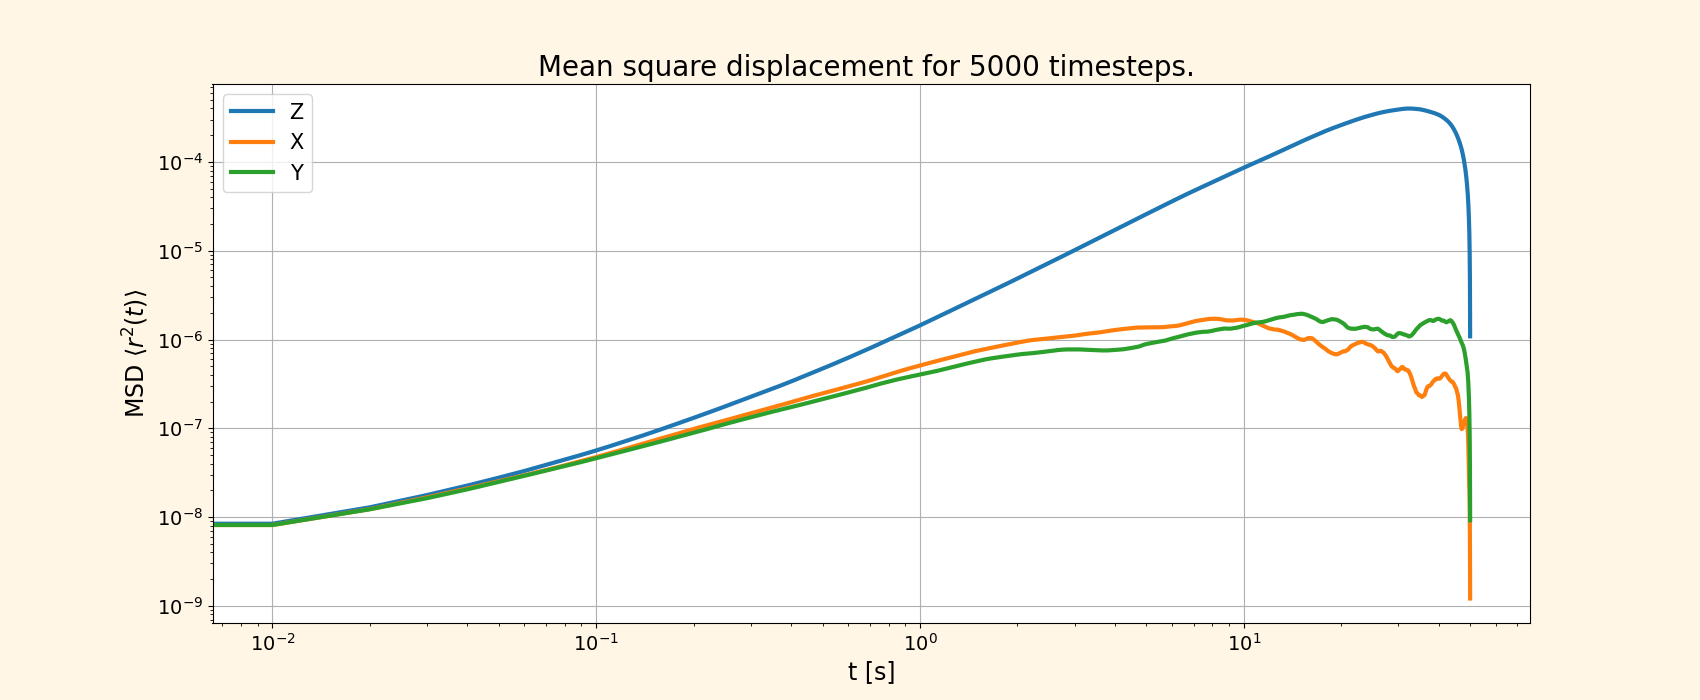 Mean square displacement for 5000 timesteps.
Z
X
Y
MSD ⟨r²(t)⟩
10⁻⁴
10⁻⁵
10⁻⁶
10⁻⁷
10⁻⁸
10⁻⁹
10⁻² 10⁻¹ 10⁰ 10¹
t [s]